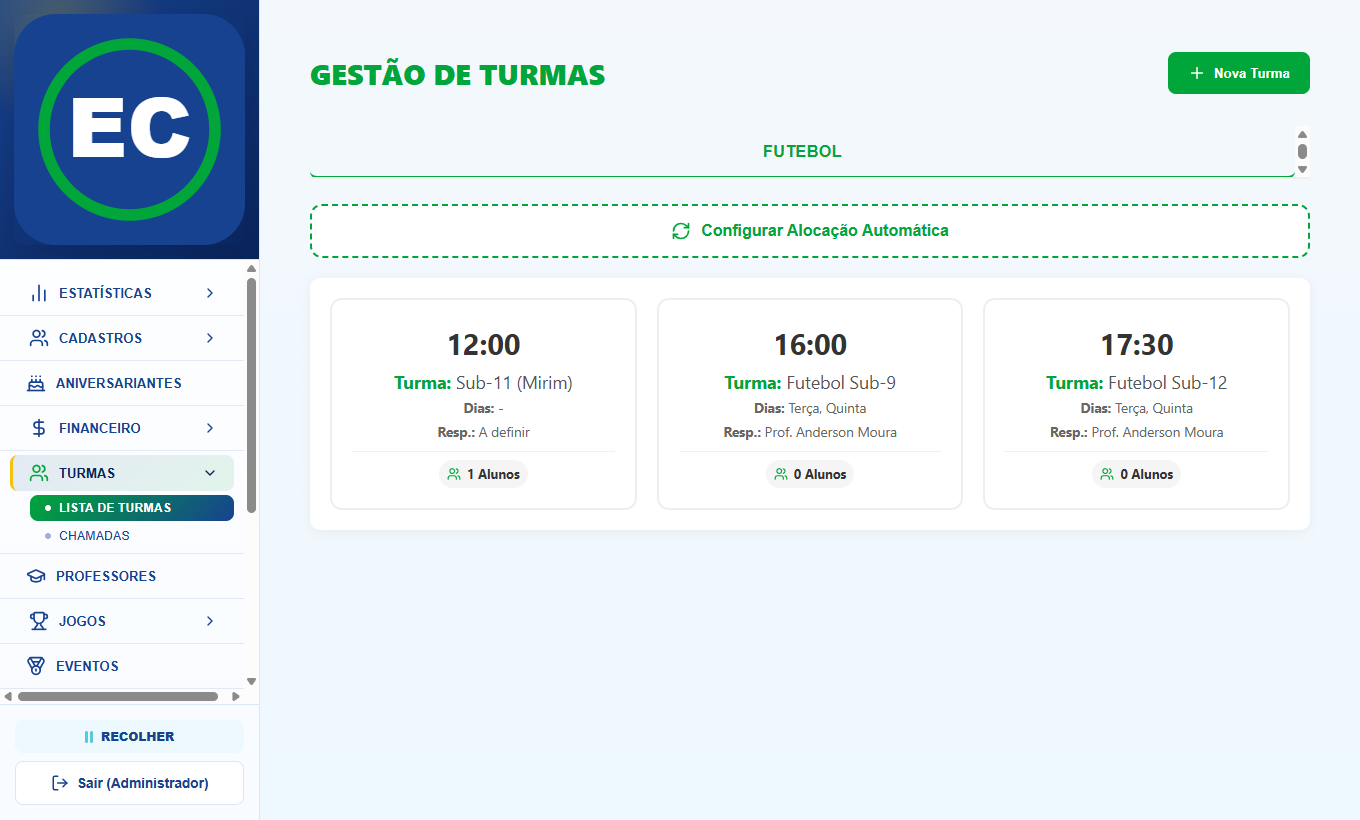 EC
ESTATÍSTICAS
CADASTROS
ANIVERSARIANTES
FINANCEIRO
TURMAS
LISTA DE TURMAS
CHAMADAS
PROFESSORES
JOGOS
EVENTOS
RECOLHER
Sair (Administrador)
GESTÃO DE TURMAS
Nova Turma
FUTEBOL
Configurar Alocação Automática
12:00
Turma: Sub-11 (Mirim)
Dias: -
Resp.: A definir
1 Alunos
16:00
Turma: Futebol Sub-9
Dias: Terça, Quinta
Resp.: Prof. Anderson Moura
0 Alunos
17:30
Turma: Futebol Sub-12
Dias: Terça, Quinta
Resp.: Prof. Anderson Moura
0 Alunos